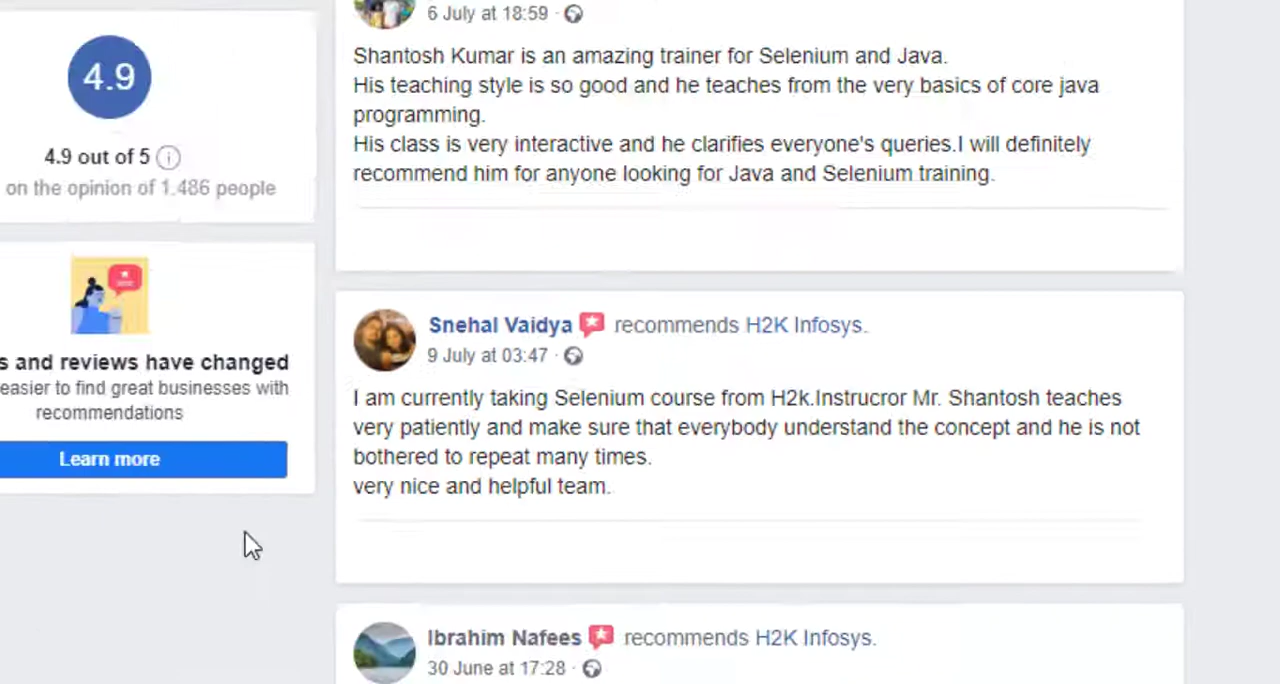 4.9
4.9 out of 5
on the opinion of 1.486 people
s and reviews have changed
easier to find great businesses with
recommendations
Learn more
6 July at 18:59 ·
Shantosh Kumar is an amazing trainer for Selenium and Java.
His teaching style is so good and he teaches from the very basics of core java
programming.
His class is very interactive and he clarifies everyone's queries.I will definitely
recommend him for anyone looking for Java and Selenium training.
Snehal Vaidya recommends H2K Infosys.
9 July at 03:47 ·
I am currently taking Selenium course from H2k.Instrucror Mr. Shantosh teaches
very patiently and make sure that everybody understand the concept and he is not
bothered to repeat many times.
very nice and helpful team.
Ibrahim Nafees recommends H2K Infosys.
30 June at 17:28 ·